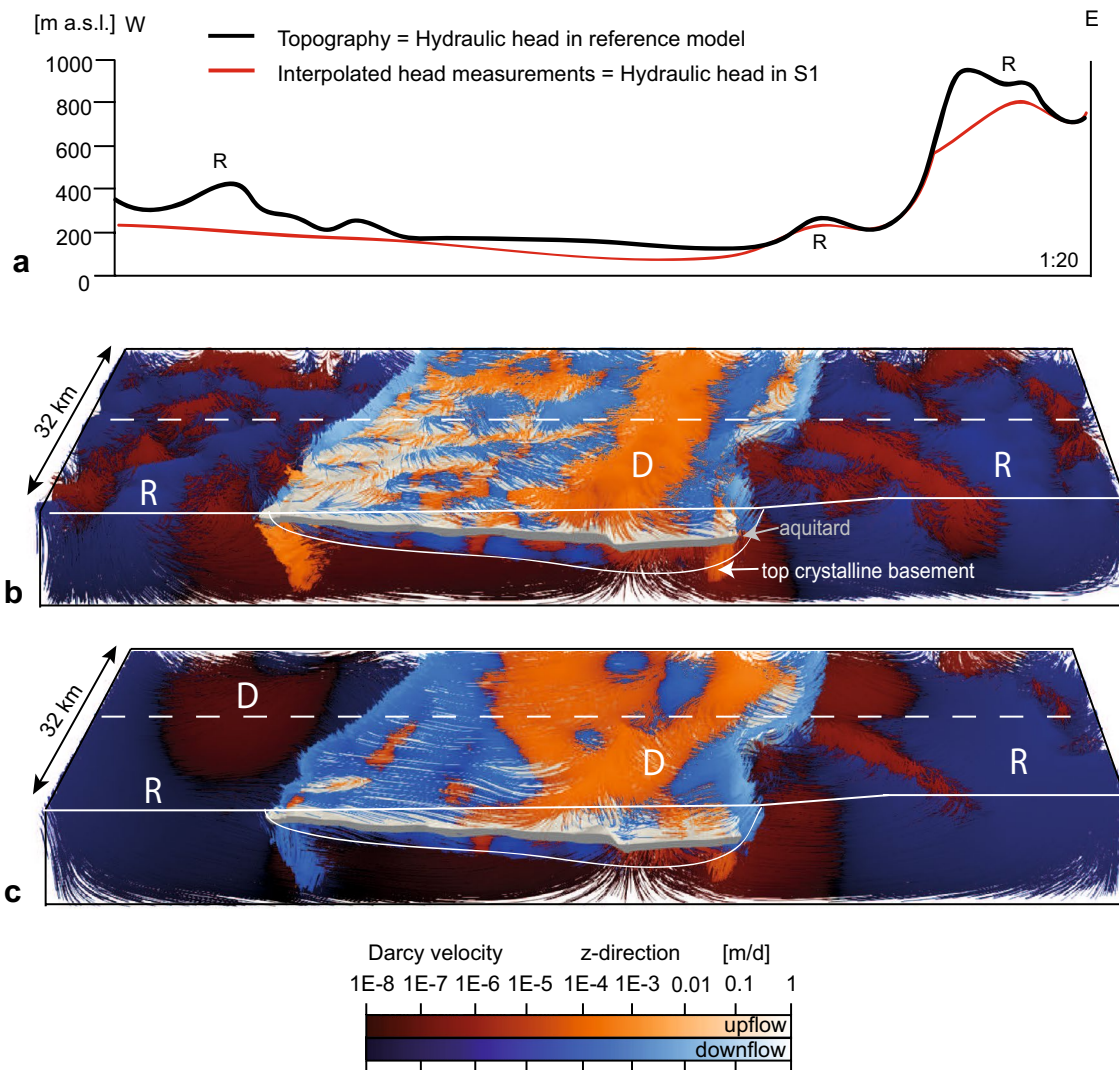 [m a.s.l.] W E
Topography = Hydraulic head in reference model
Interpolated head measurements = Hydraulic head in S1
1000
800
600
400
200
0
R
R
R
1:20
a
32 km
R
D
R
aquitard
top crystalline basement
b
32 km
D
R
D
R
c
Darcy velocity z-direction [m/d]
1E-8 1E-7 1E-6 1E-5 1E-4 1E-3 0.01 0.1 1
upflow
downflow